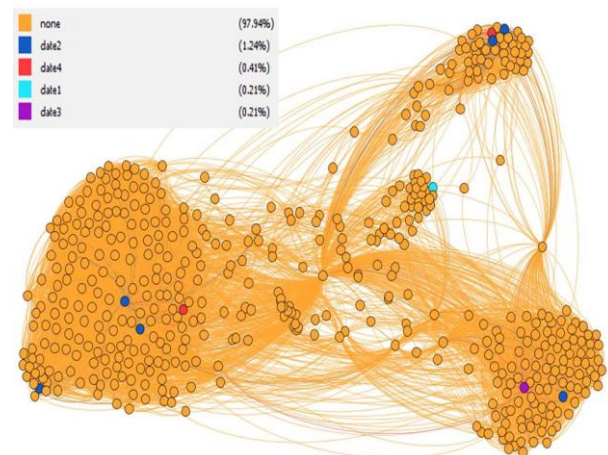 none (97.94%)
date2 (1.24%)
date4 (0.41%)
date1 (0.21%)
date3 (0.21%)